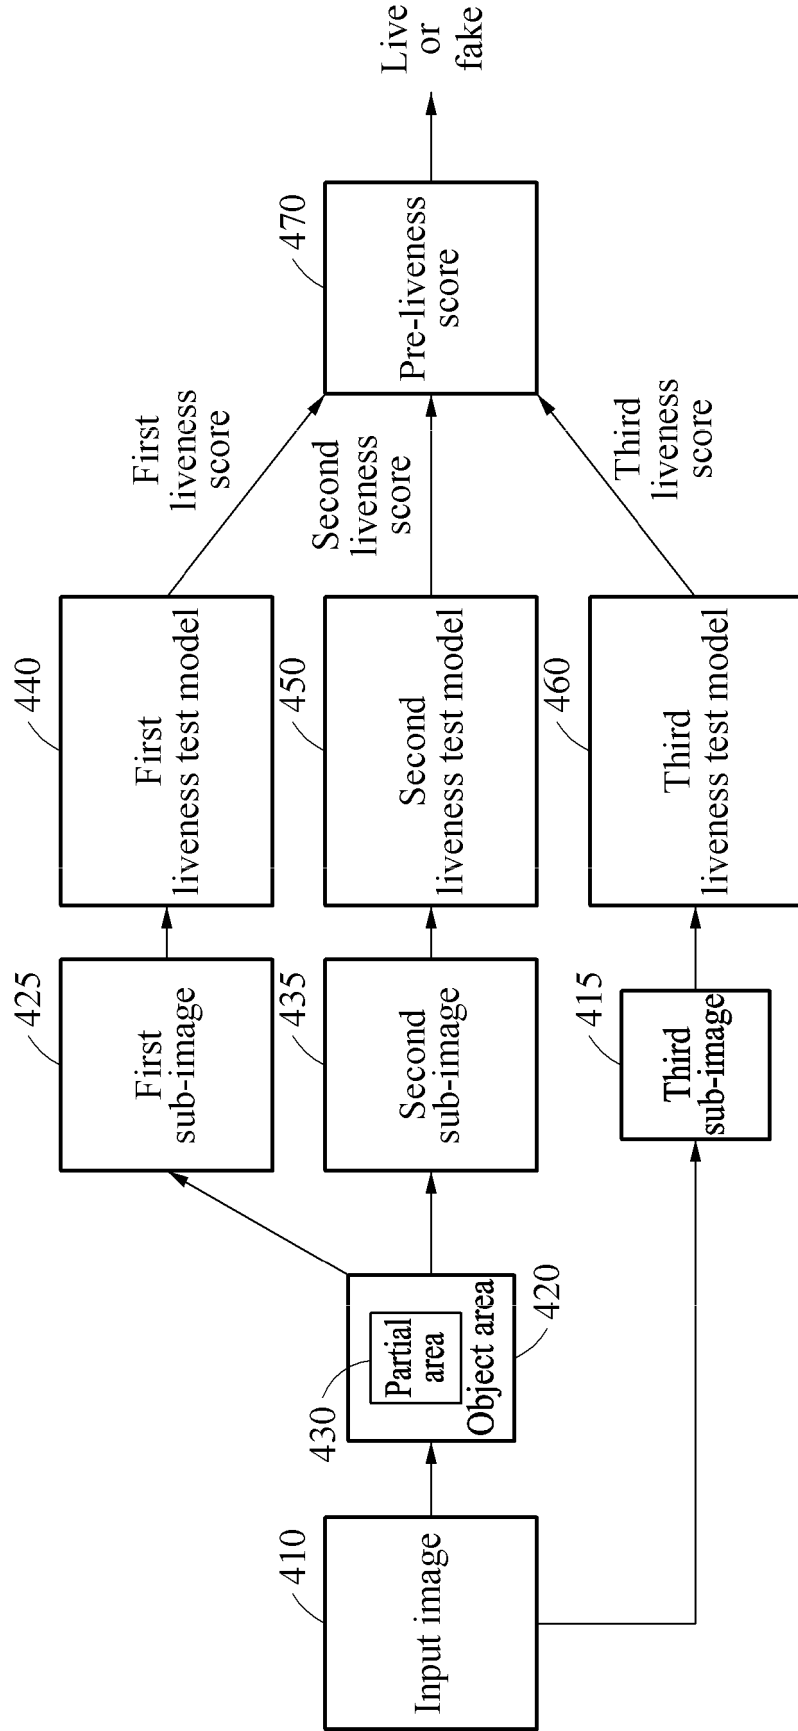 410
Input image
430
Partial
area
Object area
420
425
First
sub-image
435
Second
sub-image
415
Third
sub-image
440
First
liveness test model
450
Second
liveness test model
460
Third
liveness test model
First
liveness
score
Second
liveness
score
Third
liveness
score
470
Pre-liveness
score
Live
or
fake